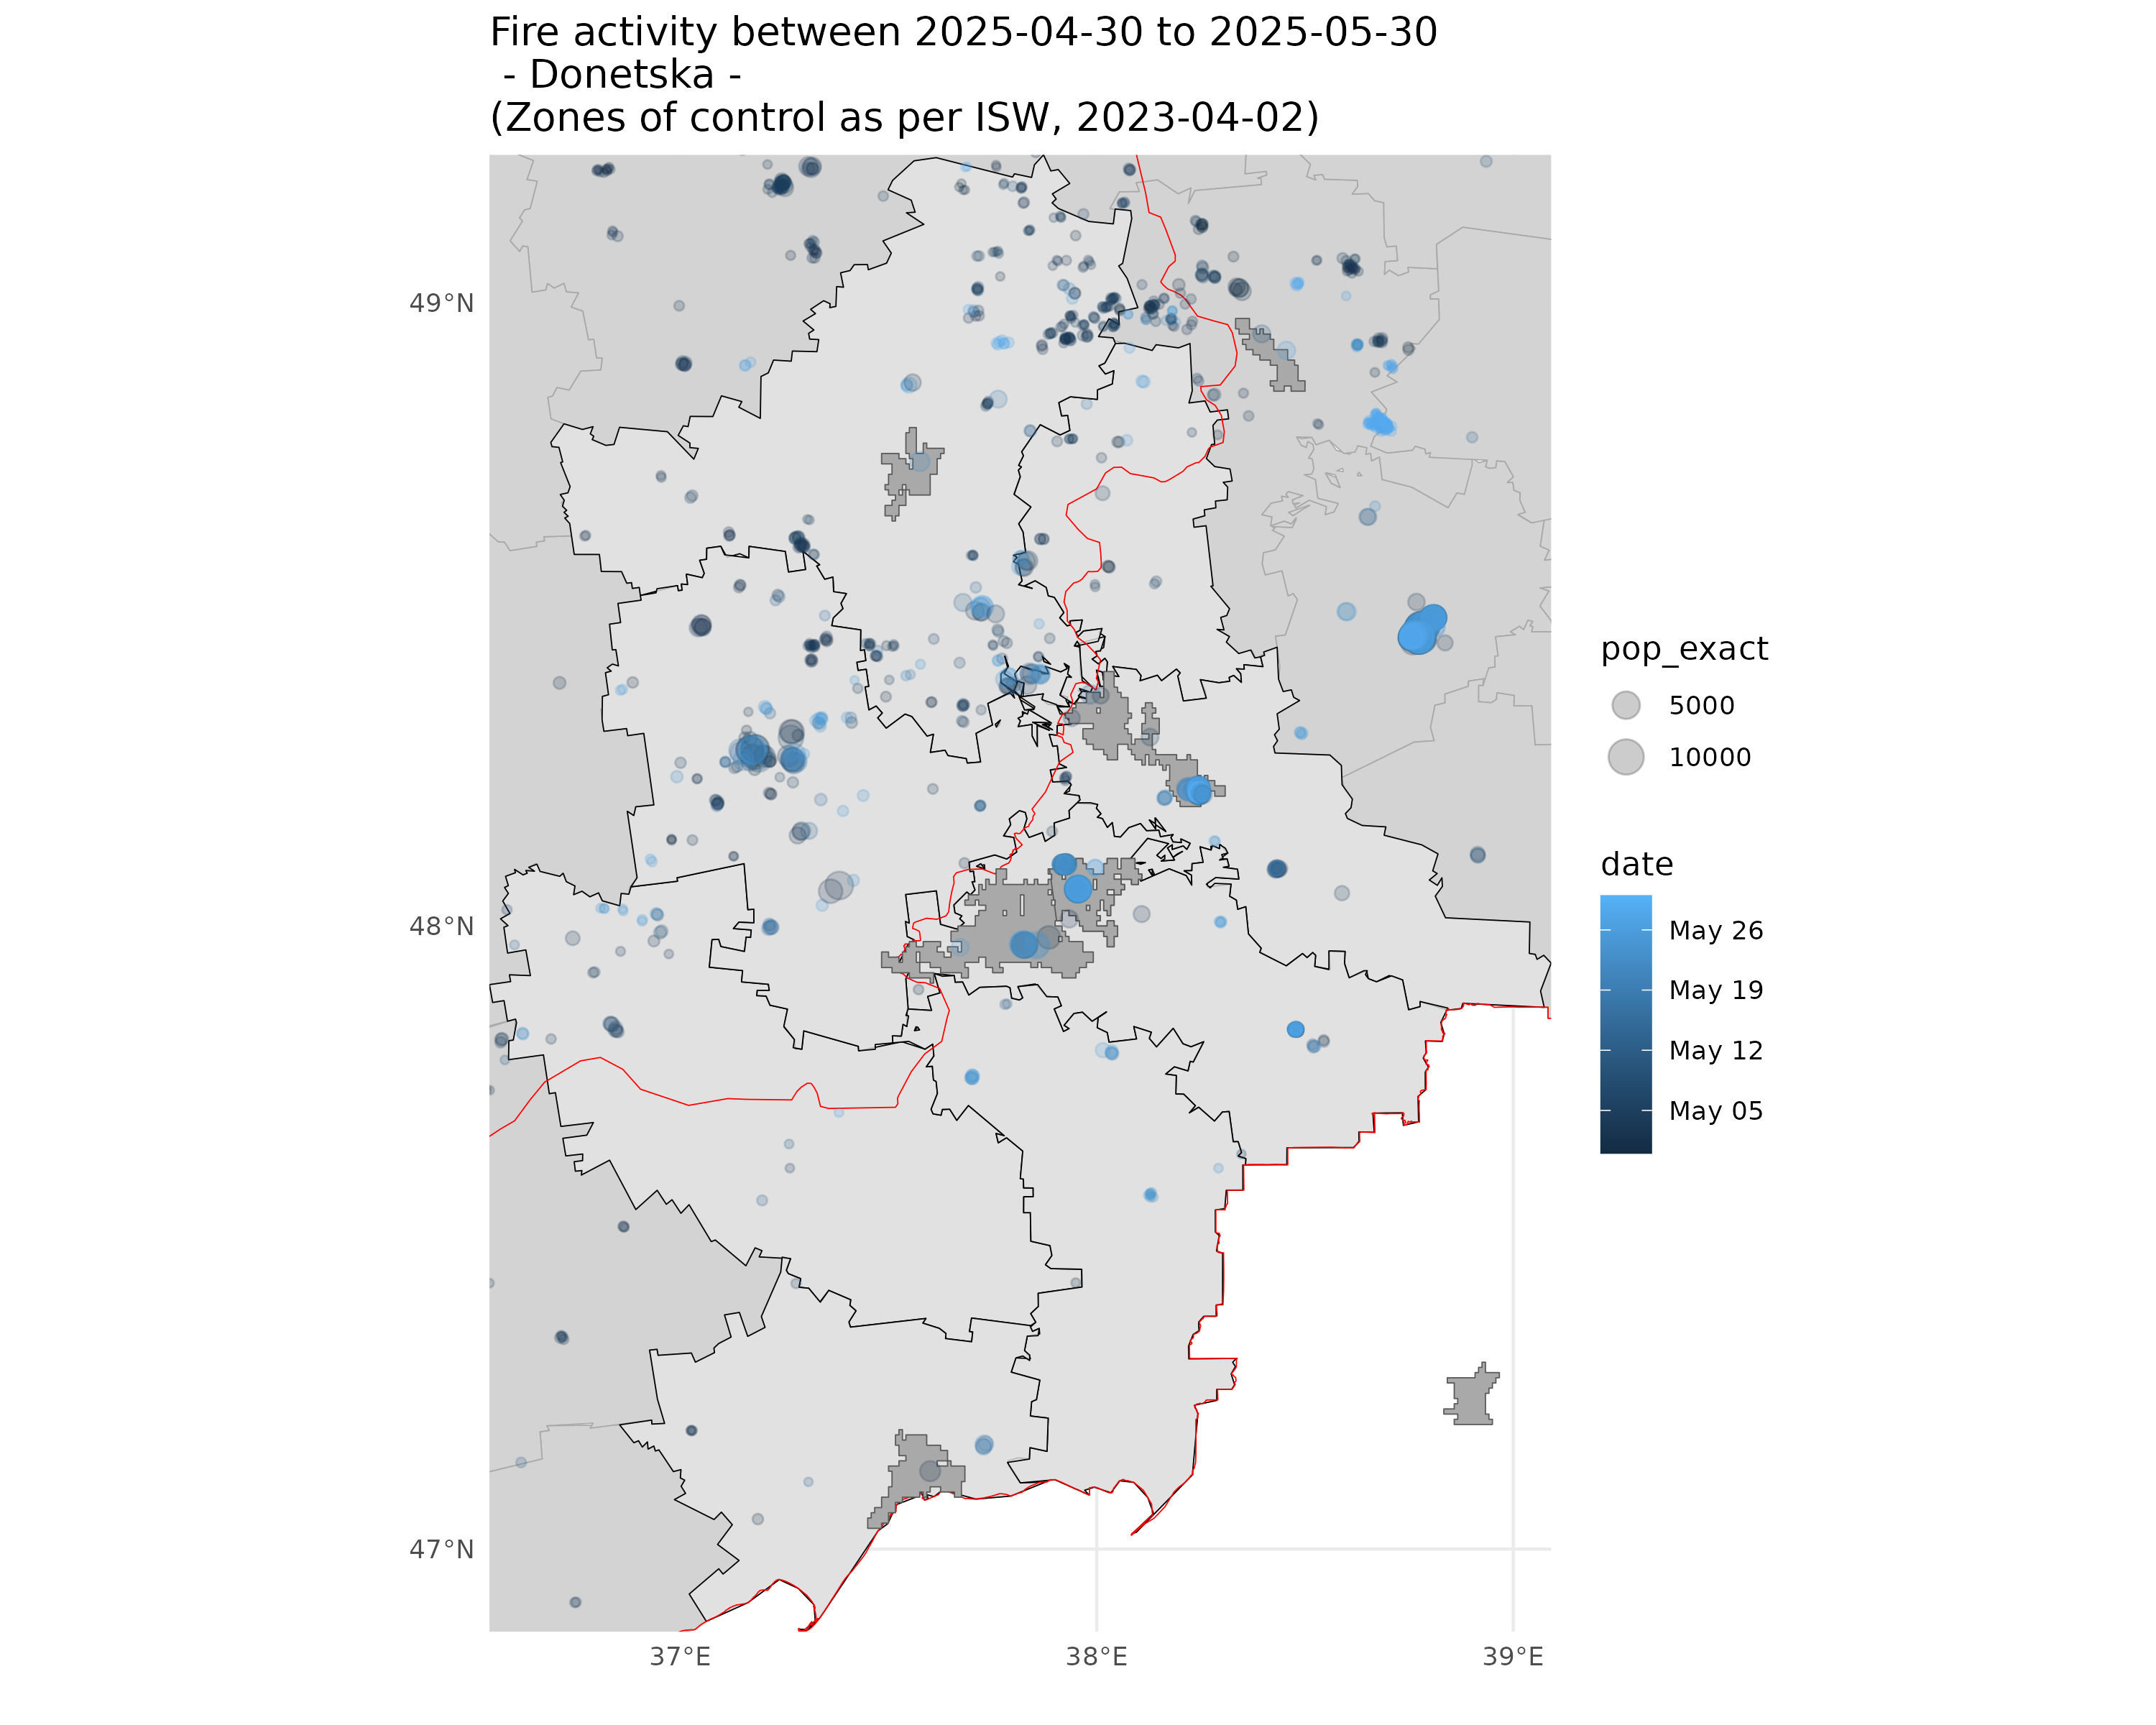 Fire activity between 2025-04-30 to 2025-05-30
- Donetska -
(Zones of control as per ISW, 2023-04-02)
49°N
48°N
47°N
37°E
38°E
39°E
pop_exact
5000
10000
date
May 26
May 19
May 12
May 05